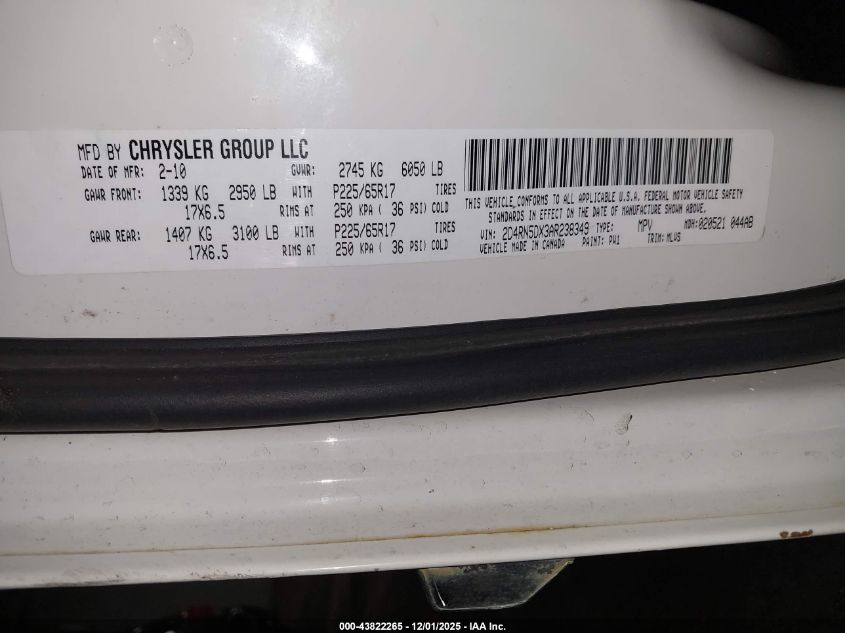 MFD BY CHRYSLER GROUP LLC
DATE OF MFR: 2-10 GVWR: 2745 KG 6050 LB
GAWR FRONT: 1339 KG 2950 LB WITH P225/65R17 TIRES
17X6.5 RIMS AT 250 KPA ( 36 PSI) COLD
GAWR REAR: 1407 KG 3100 LB WITH P225/65R17 TIRES
17X6.5 RIMS AT 250 KPA ( 36 PSI) COLD
THIS VEHICLE CONFORMS TO ALL APPLICABLE U.S.A. FEDERAL MOTOR VEHICLE SAFETY
STANDARDS IN EFFECT ON THE DATE OF MANUFACTURE SHOWN ABOVE.
VIN: 2D4RN5DX3AR238349 TYPE: MPV MDH:020521 044AB
VEHICLE MADE IN CANADA PAINT: PW1 TRIM: MLVS
000-43822265 - 12/01/2025 - IAA Inc.